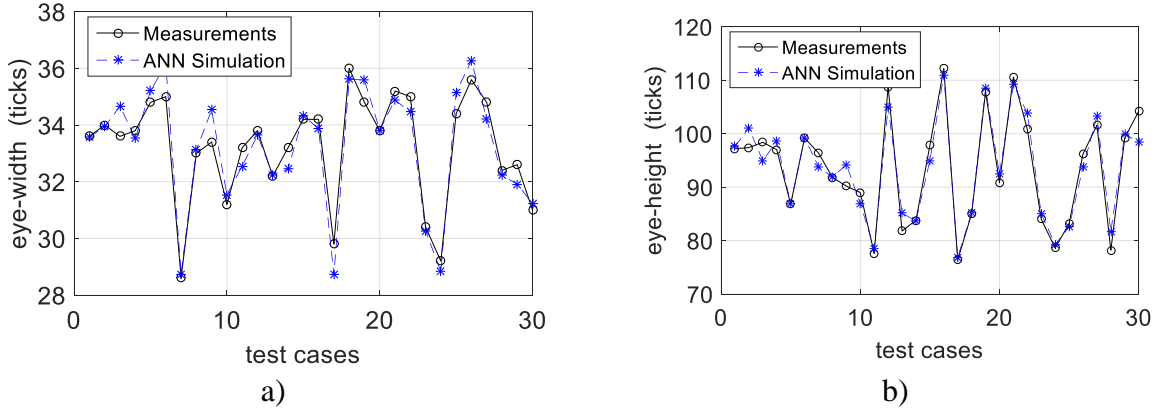 38
36
34
32
30
28
eye-width (ticks)
Measurements
ANN Simulation
0
10
20
30
test cases
a)
120
110
100
90
80
70
eye-height (ticks)
Measurements
ANN Simulation
0
10
20
30
test cases
b)